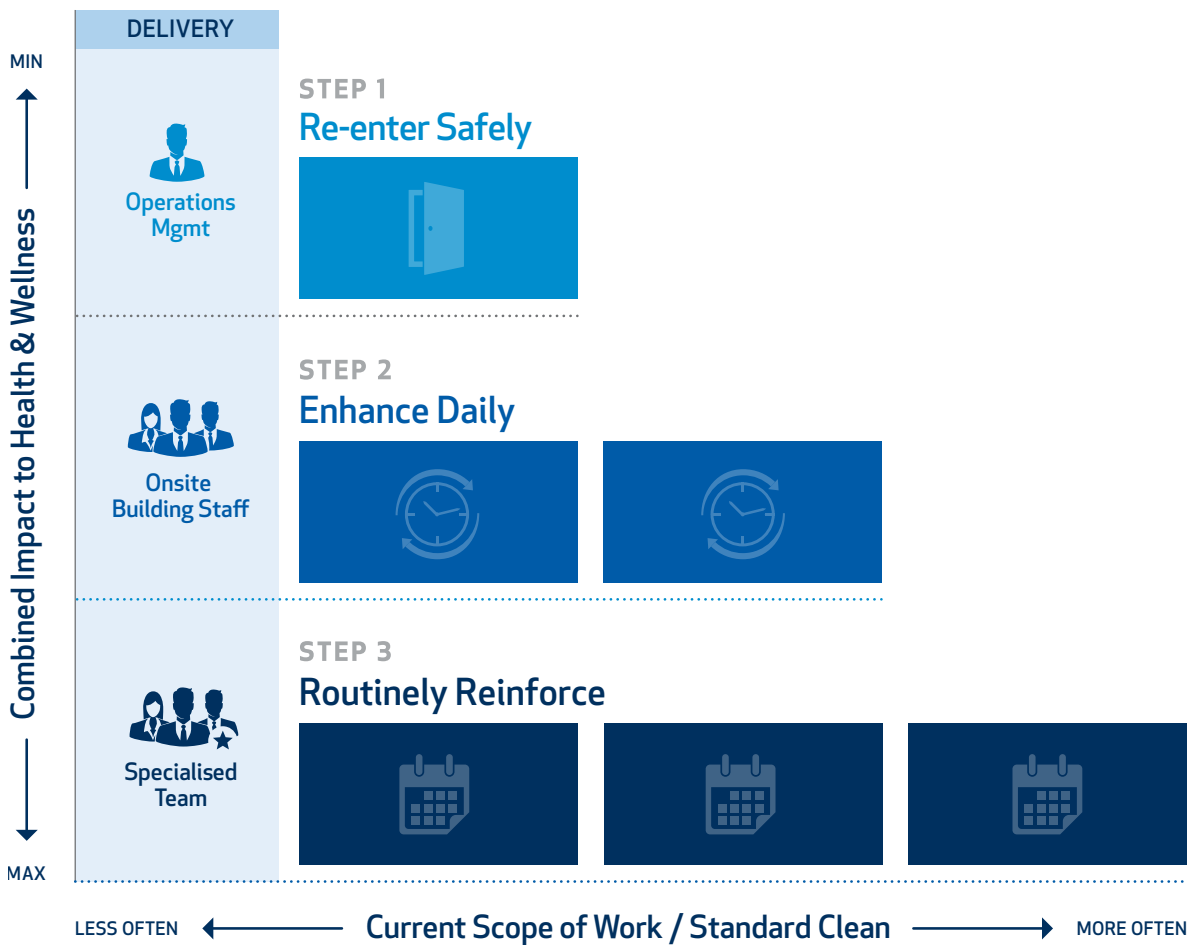 DELIVERY
MIN
Combined Impact to Health & Wellness
MAX
Operations
Mgmt
STEP 1
Re-enter Safely
Onsite
Building Staff
STEP 2
Enhance Daily
Specialised
Team
STEP 3
Routinely Reinforce
LESS OFTEN
Current Scope of Work / Standard Clean
MORE OFTEN